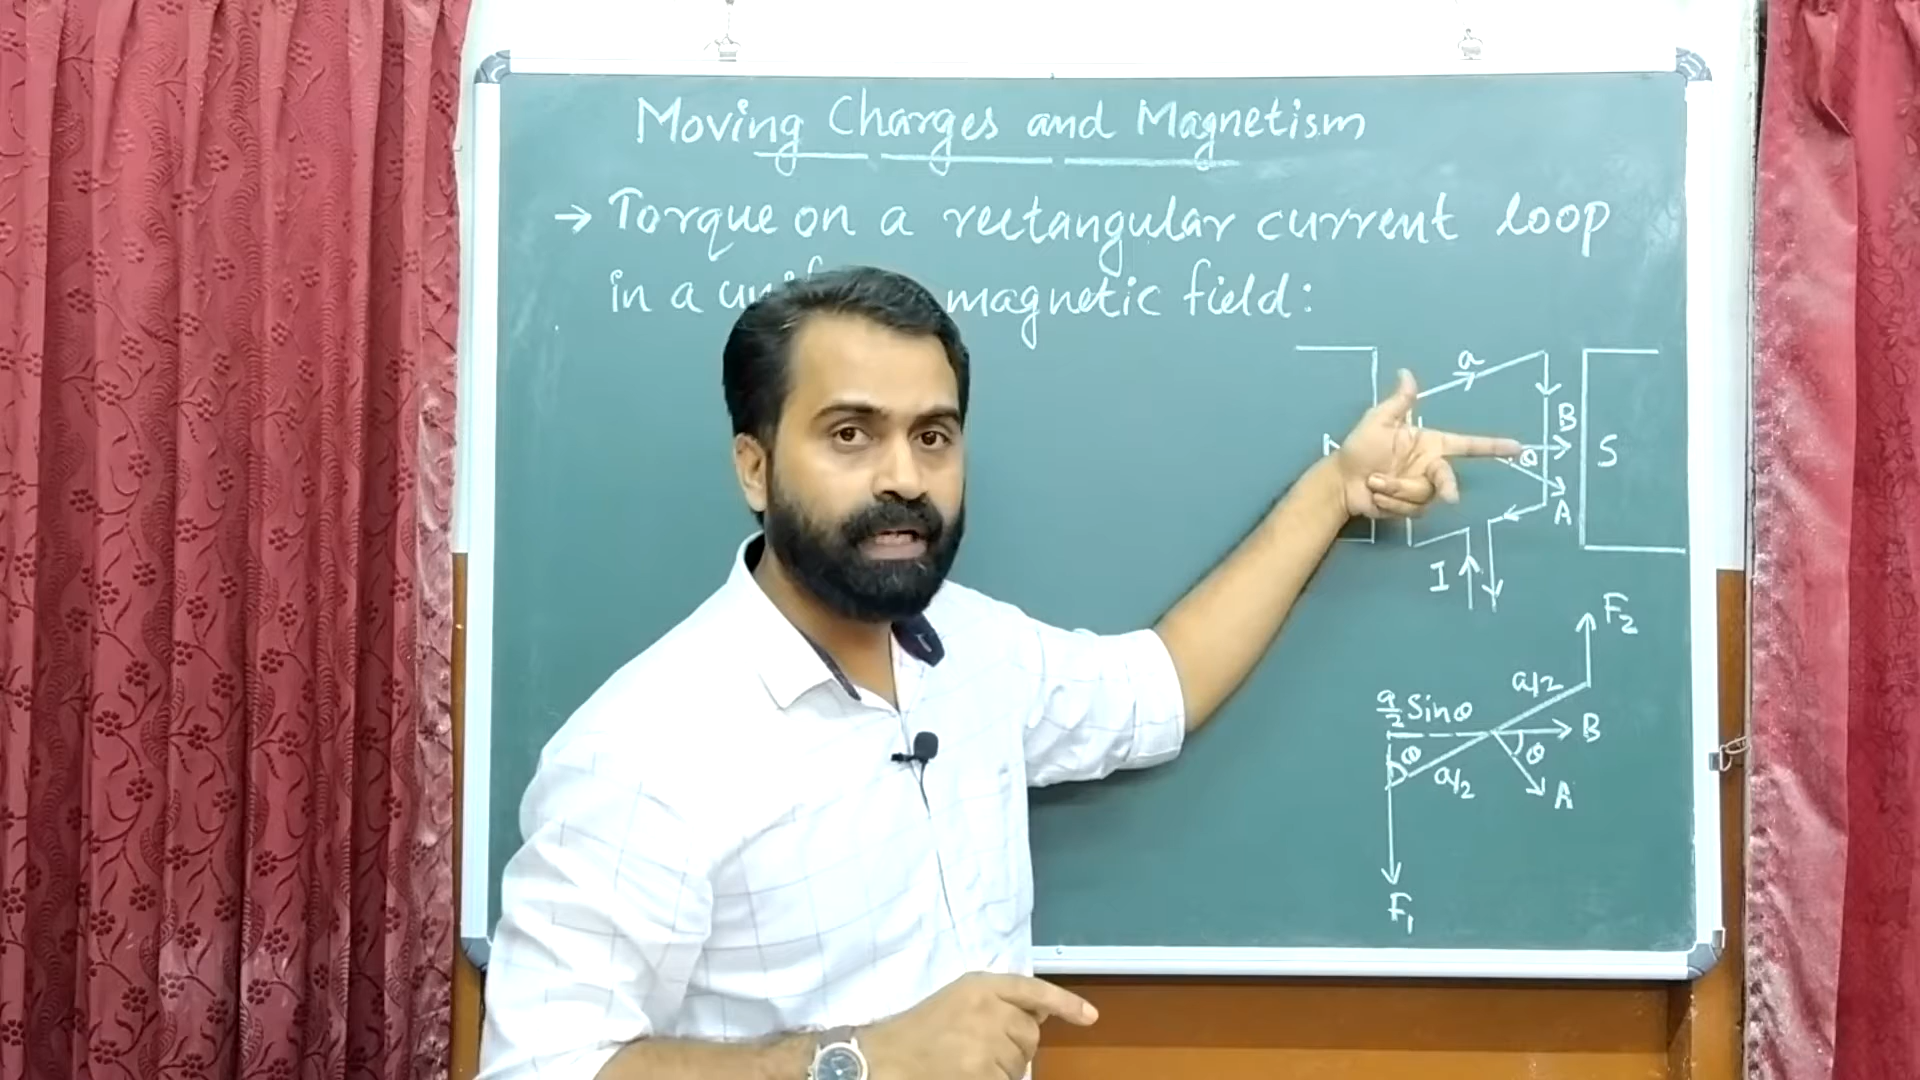 Moving Charges and Magnetism
→ Torque on a rectangular current loop
in a magnetic field:
a
B
S
θ
A
I
F₂
a/2
a/2 Sinθ
B
θ
θ
a/2
A
F₁